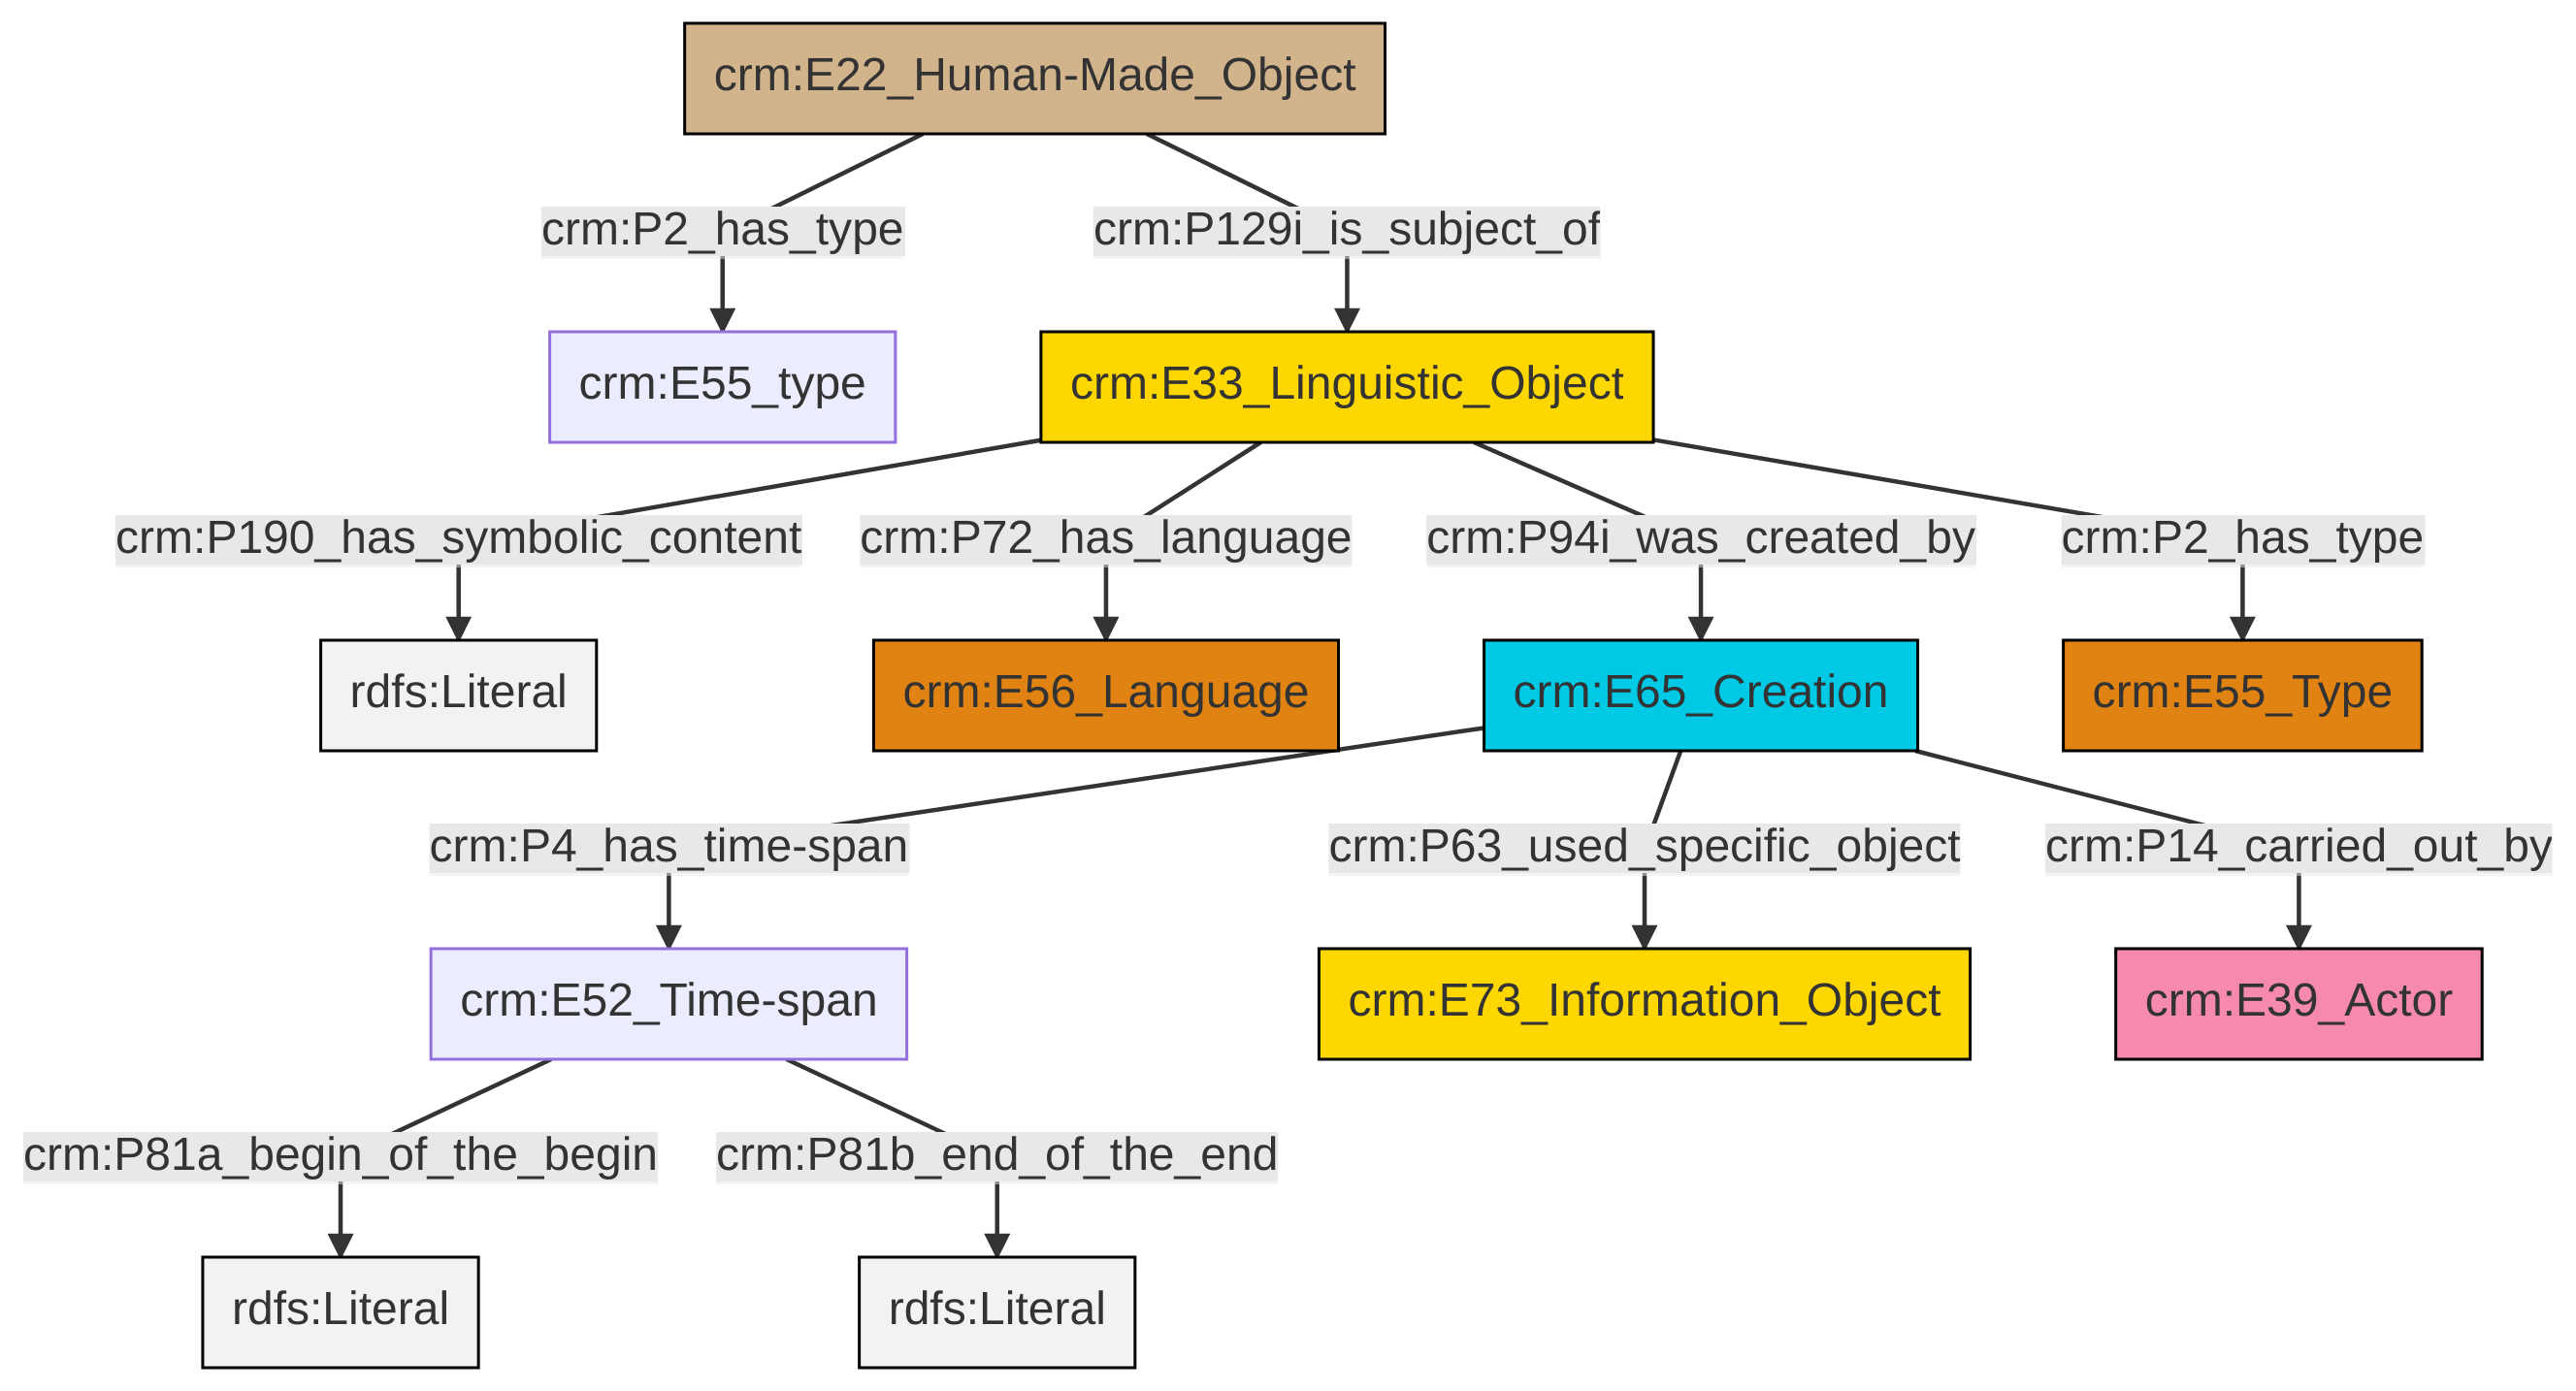 crm:E22_Human-Made_Object
crm:P2_has_type
crm:P129i_is_subject_of
crm:E55_type
crm:E33_Linguistic_Object
crm:P190_has_symbolic_content
crm:P72_has_language
crm:P94i_was_created_by
crm:P2_has_type
rdfs:Literal
crm:E56_Language
crm:E65_Creation
crm:E55_Type
crm:P4_has_time-span
crm:P63_used_specific_object
crm:P14_carried_out_by
crm:E52_Time-span
crm:E73_Information_Object
crm:E39_Actor
crm:P81a_begin_of_the_begin
crm:P81b_end_of_the_end
rdfs:Literal
rdfs:Literal